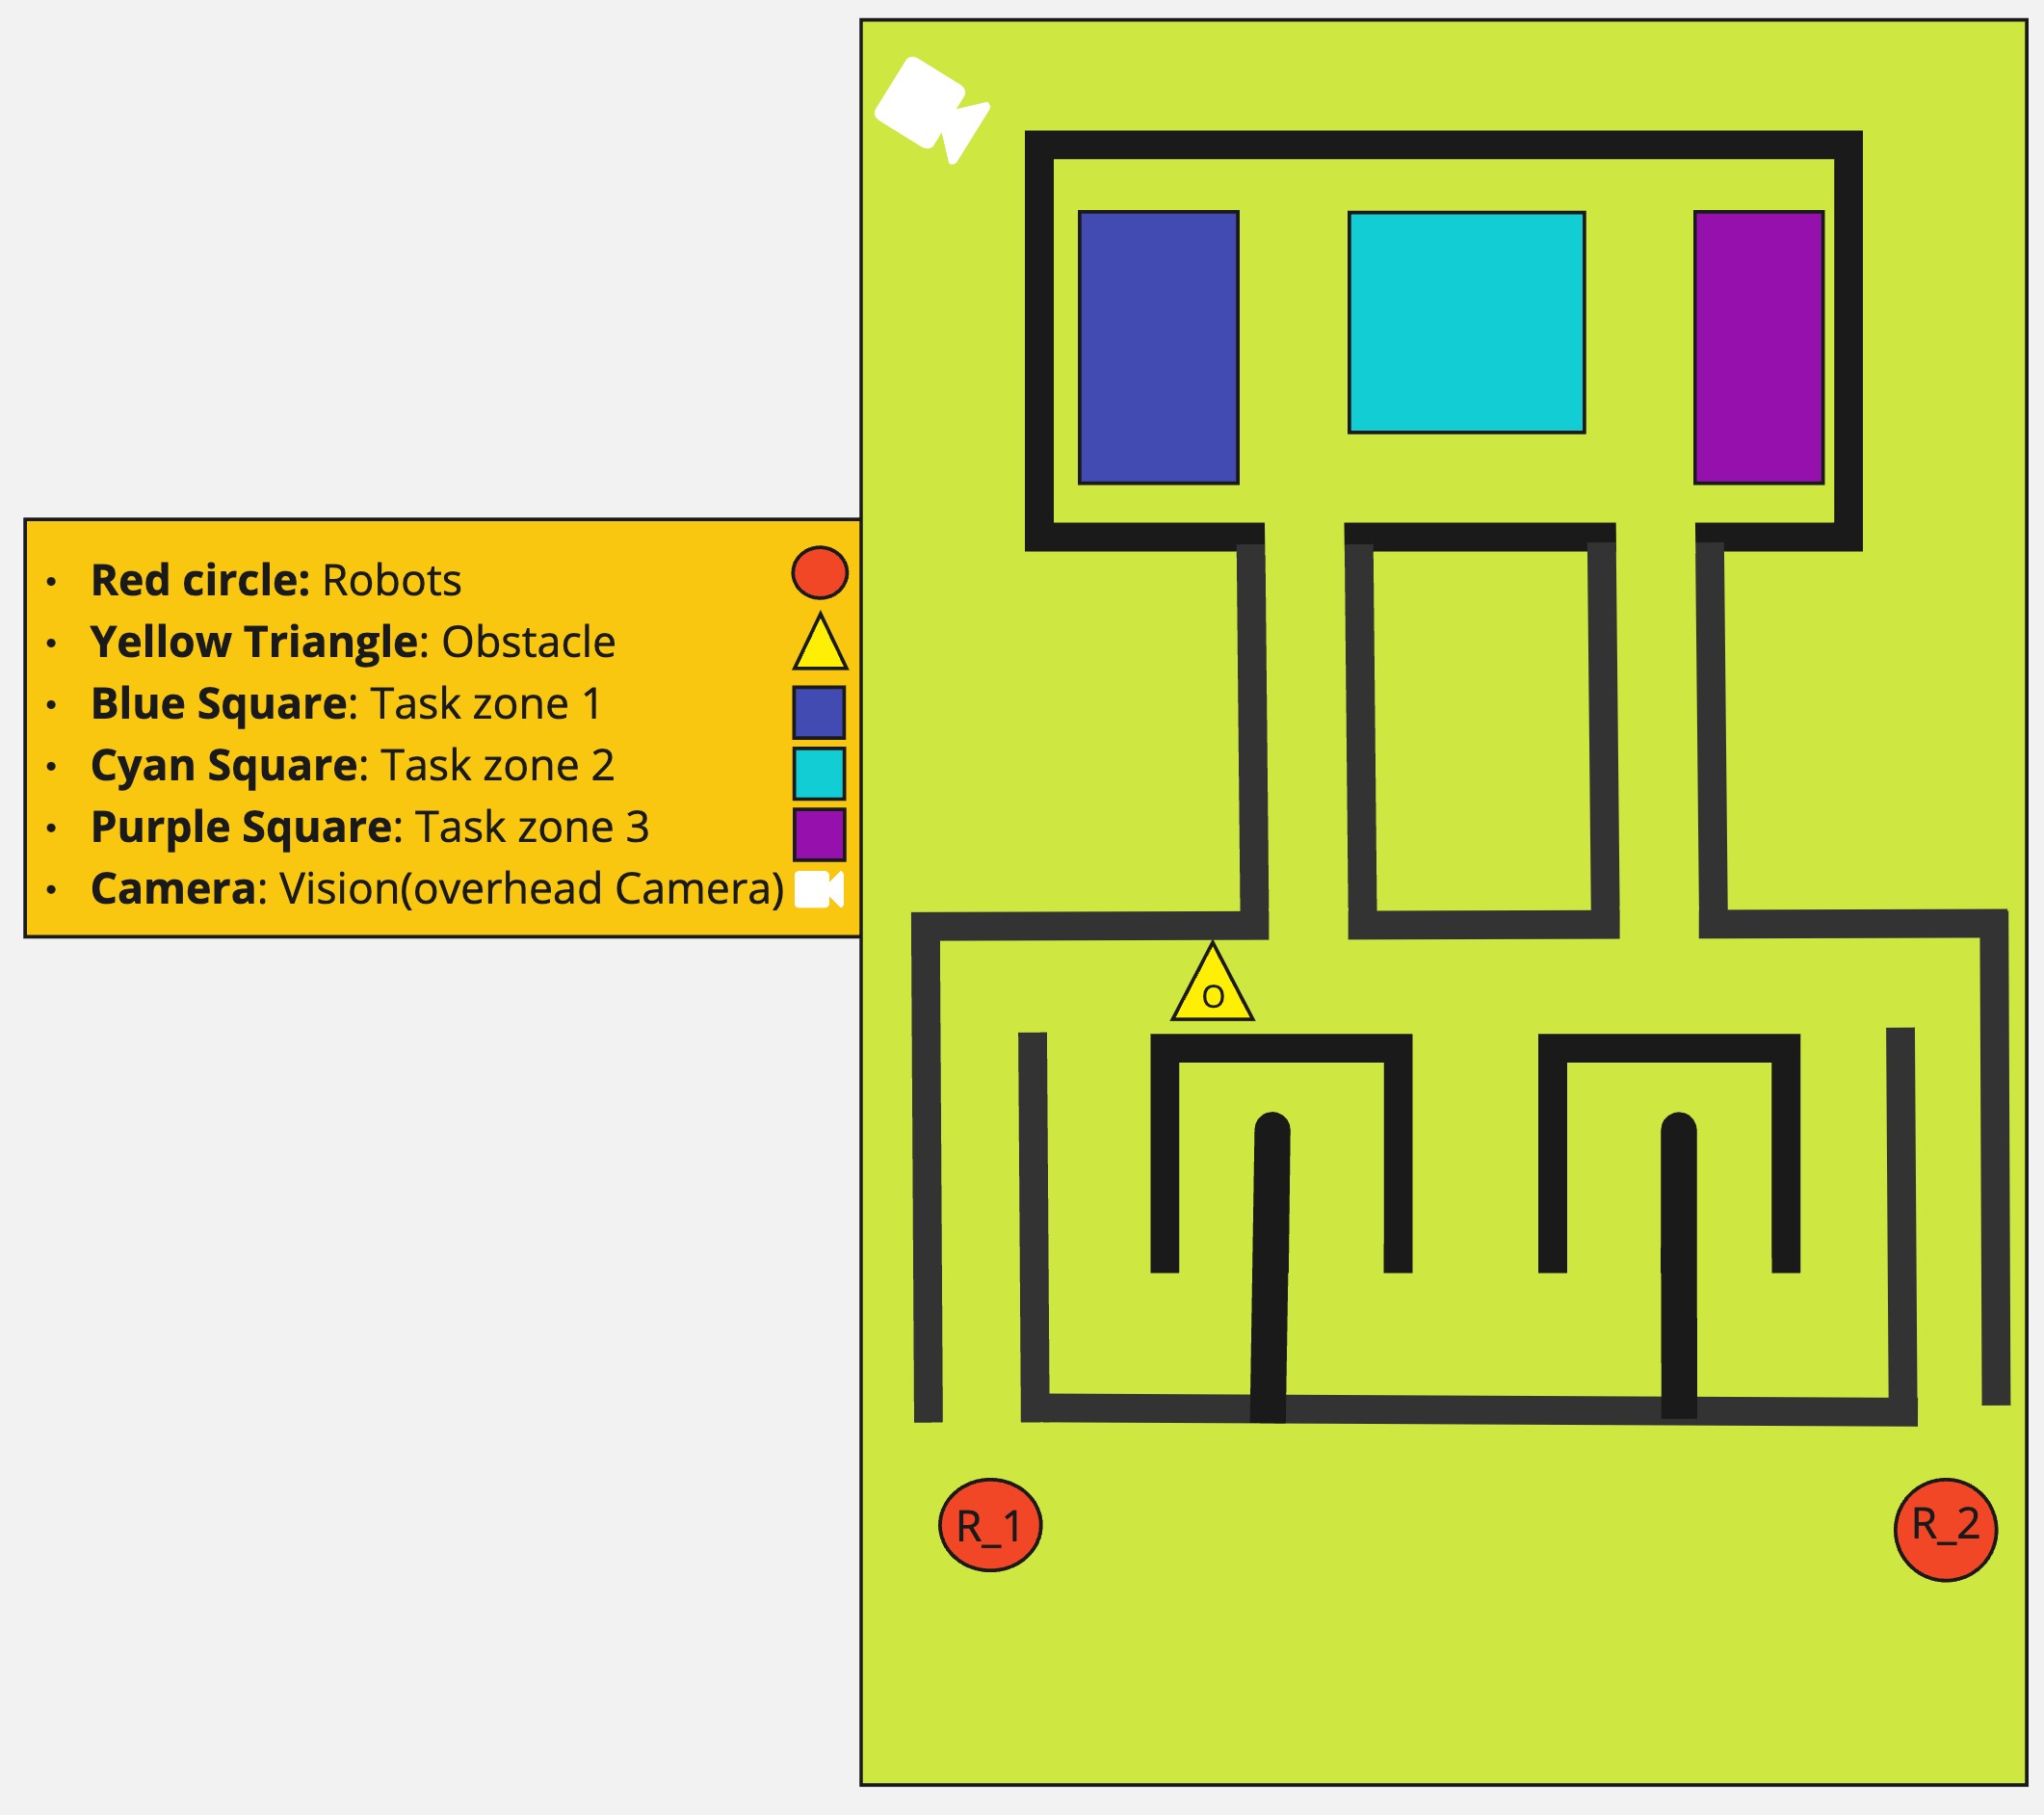 • Red circle: Robots
• Yellow Triangle: Obstacle
• Blue Square: Task zone 1
• Cyan Square: Task zone 2
• Purple Square: Task zone 3
• Camera: Vision(overhead Camera)
O
R_1
R_2